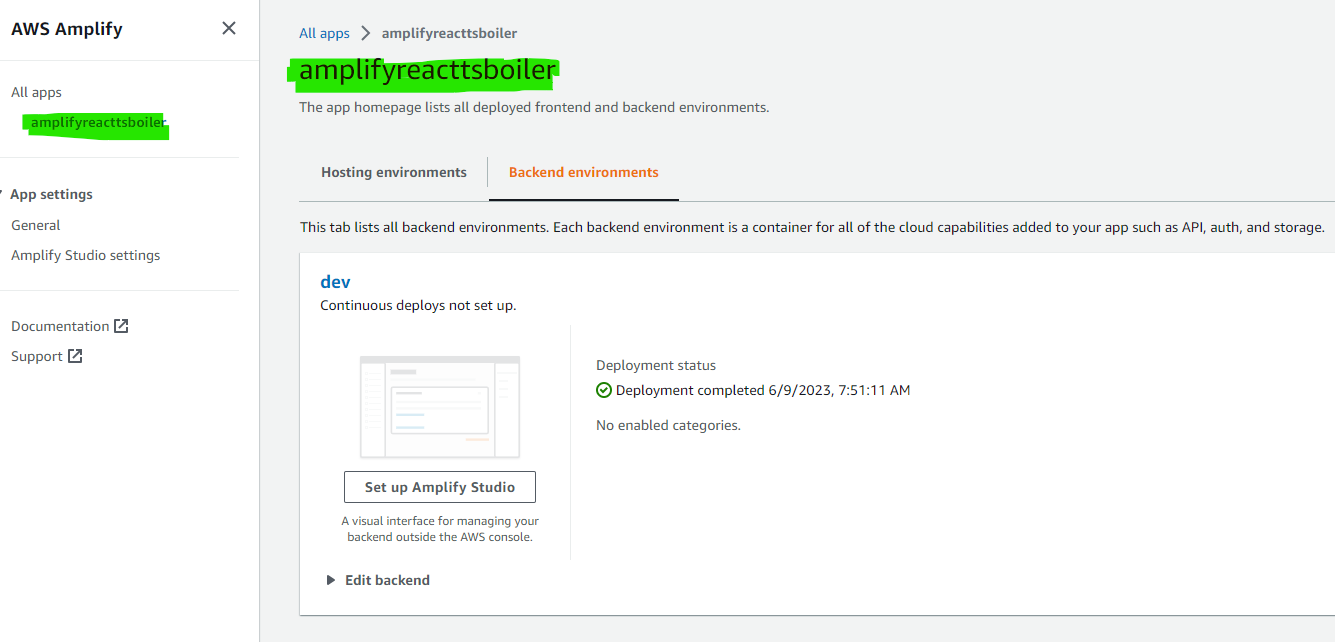 AWS Amplify
All apps
amplifyreacttsboiler
App settings
General
Amplify Studio settings
Documentation
Support
All apps > amplifyreacttsboiler
amplifyreacttsboiler
The app homepage lists all deployed frontend and backend environments.
Hosting environments
Backend environments
This tab lists all backend environments. Each backend environment is a container for all of the cloud capabilities added to your app such as API, auth, and storage.
dev
Continuous deploys not set up.
Set up Amplify Studio
A visual interface for managing your
backend outside the AWS console.
Deployment status
Deployment completed 6/9/2023, 7:51:11 AM
No enabled categories.
Edit backend